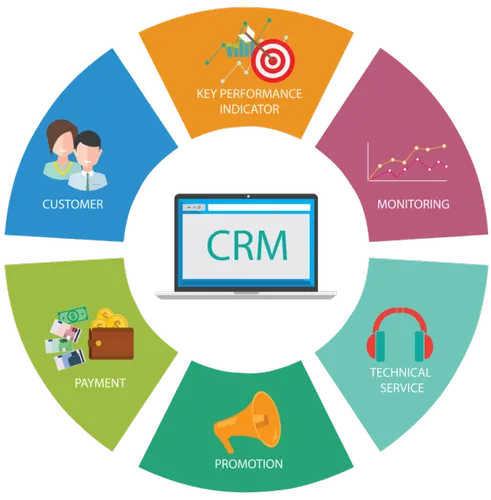 KEY PERFORMANCE
INDICATOR
CUSTOMER
MONITORING
CRM
PAYMENT
TECHNICAL
SERVICE
PROMOTION